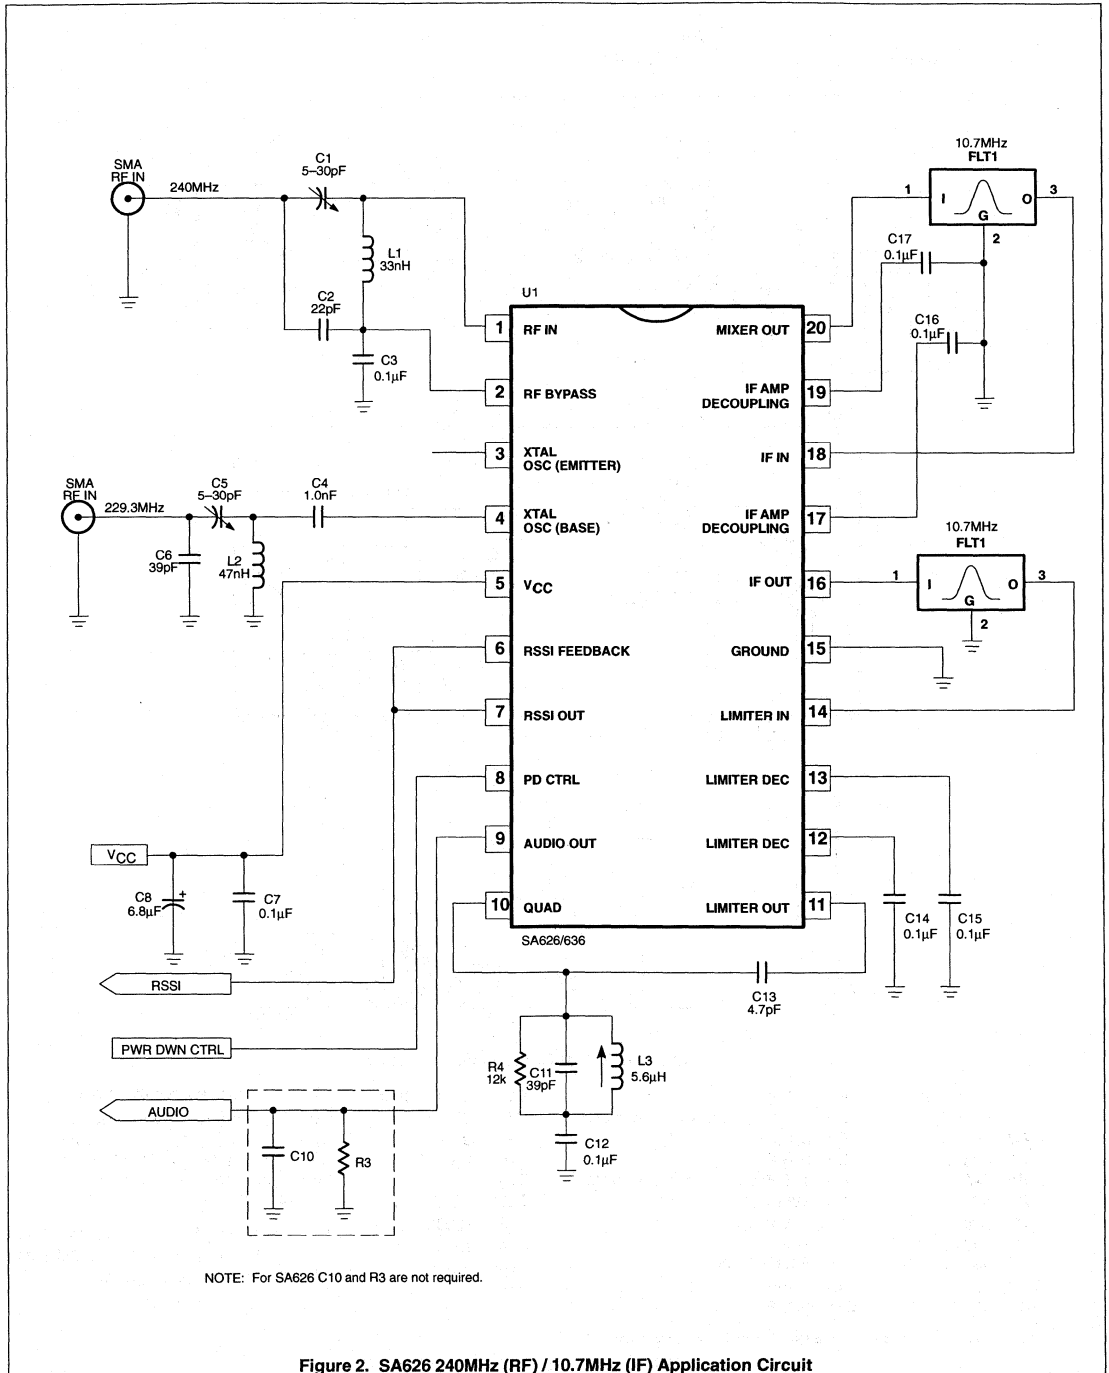 SMA
RF IN
240MHz
C1
5–30pF
L1
33nH
C2
22pF
C3
0.1µF
10.7MHz
FLT1
1
I
G
O
3
2
C17
0.1µF
C16
0.1µF
U1
1
RF IN
MIXER OUT
20
2
RF BYPASS
IF AMP
DECOUPLING
19
3
XTAL
OSC (EMITTER)
IF IN
18
SMA
RF IN
229.3MHz
C5
5–30pF
C4
1.0nF
C6
39pF
L2
47nH
4
XTAL
OSC (BASE)
IF AMP
DECOUPLING
17
10.7MHz
FLT1
5
VCC
IF OUT
16
1
I
G
O
3
2
6
RSSI FEEDBACK
GROUND
15
7
RSSI OUT
LIMITER IN
14
8
PD CTRL
LIMITER DEC
13
9
AUDIO OUT
LIMITER DEC
12
10
QUAD
LIMITER OUT
11
SA626/636
VCC
C8
+
6.8µF
C7
0.1µF
C14
0.1µF
C15
0.1µF
RSSI
C13
4.7pF
PWR DWN CTRL
R4
12k
C11
39pF
L3
5.6µH
AUDIO
C12
0.1µF
C10
R3
NOTE: For SA626 C10 and R3 are not required.
Figure 2. SA626 240MHz (RF) / 10.7MHz (IF) Application Circuit